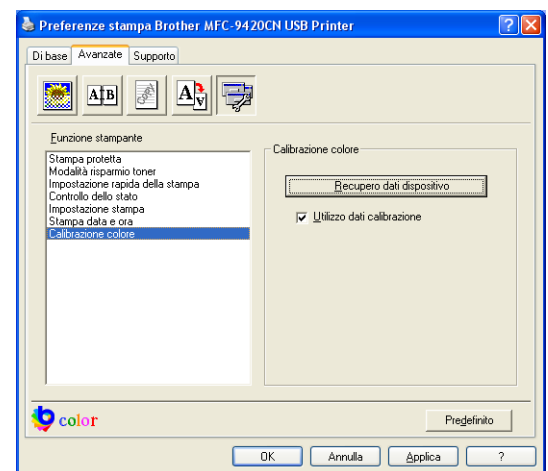 Preferenze stampa Brother MFC-9420CN USB Printer
Di base Avanzate Supporto
A B
A V
Funzione stampante
Stampa protetta
Modalità risparmio toner
Impostazione rapida della stampa
Controllo dello stato
Impostazione stampa
Stampa data e ora
Calibrazione colore
Calibrazione colore
Recupero dati dispositivo
Utilizzo dati calibrazione
color
Predefinito
OK Annulla Applica ?